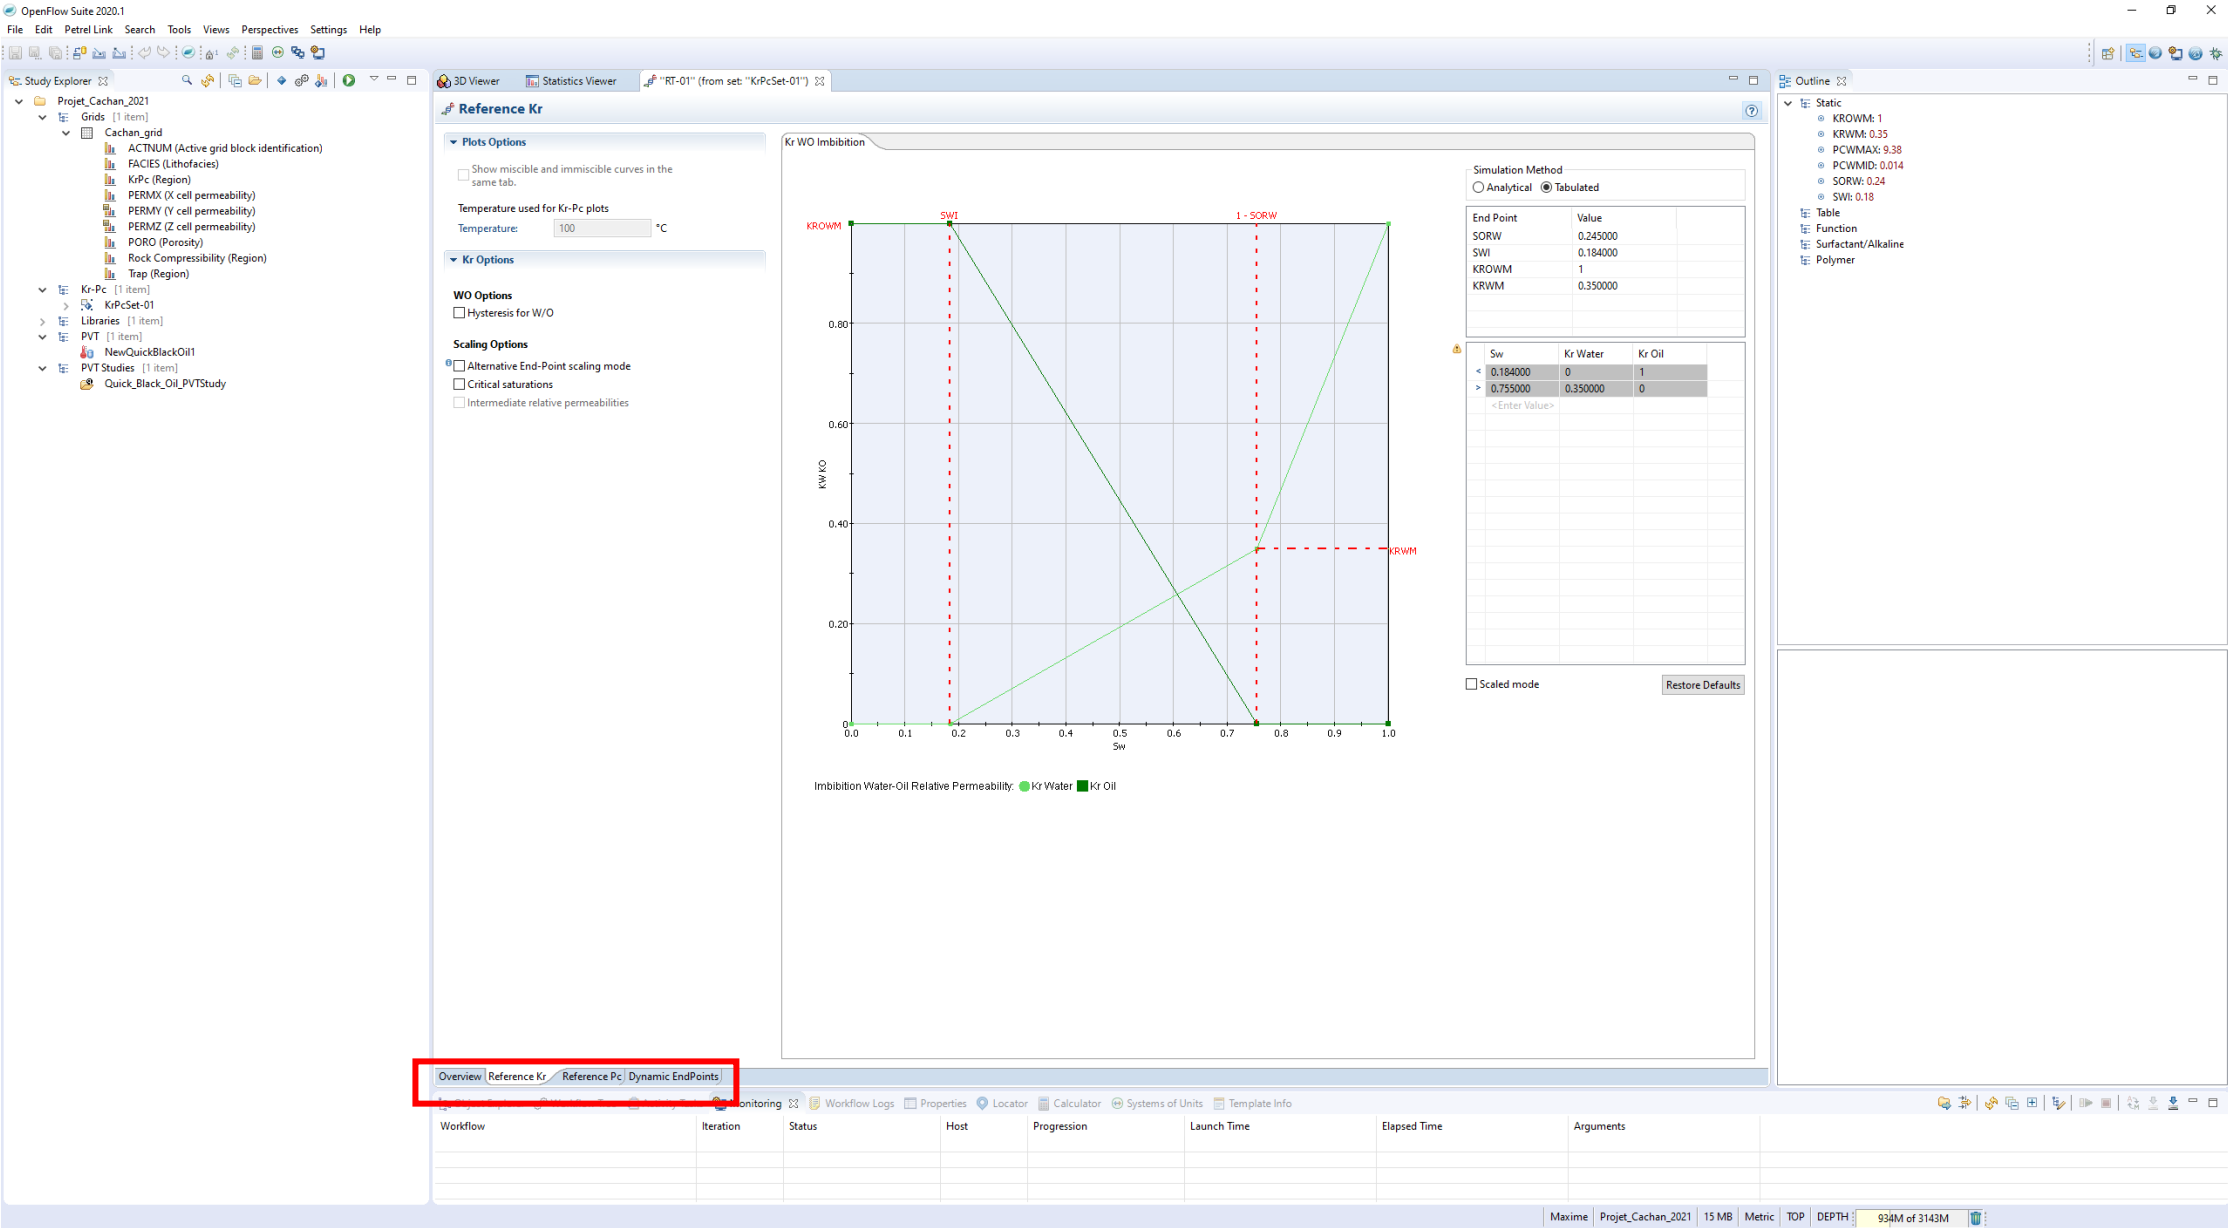 OpenFlow Suite 2020.1
File Edit Petrel Link Search Tools Views Perspectives Settings Help
Study Explorer
Projet_Cachan_2021
Grids [1 item]
Cachan_grid
ACTNUM (Active grid block identification)
FACIES (Lithofacies)
KrPc (Region)
PERMX (X cell permeability)
PERMY (Y cell permeability)
PERMZ (Z cell permeability)
PORO (Porosity)
Rock Compressibility (Region)
Trap (Region)
Kr-Pc [1 item]
KrPcSet-01
Libraries [1 item]
PVT [1 item]
NewQuickBlackOil1
PVT Studies [1 item]
Quick_Black_Oil_PVTStudy
3D Viewer Statistics Viewer "RT-01" (from set: "KrPcSet-01")
Reference Kr
Plots Options
Show miscible and immiscible curves in the
same tab.
Temperature used for Kr-Pc plots
Temperature: 100 °C
Kr Options
WO Options
Hysteresis for W/O
Scaling Options
Alternative End-Point scaling mode
Critical saturations
Intermediate relative permeabilities
Kr WO Imbibition
SWI 1 - SORW
KROWM
0.80
0.60
KW KO
0.40
KRWM
0.20
0
0.0 0.1 0.2 0.3 0.4 0.5 0.6 0.7 0.8 0.9 1.0
Sw
Imbibition Water-Oil Relative Permeability: Kr Water Kr Oil
Simulation Method
Analytical Tabulated
End Point Value
SORW 0.245000
SWI 0.184000
KROWM 1
KRWM 0.350000
Sw Kr Water Kr Oil
< 0.184000 0 1
> 0.755000 0.350000 0
<Enter Value>
Scaled mode Restore Defaults
Outline
Static
KROWM: 1
KRWM: 0.35
PCWMAX: 9.38
PCWMID: 0.014
SORW: 0.24
SWI: 0.18
Table
Function
Surfactant/Alkaline
Polymer
Overview Reference Kr Reference Pc Dynamic EndPoints
onitoring Workflow Logs Properties Locator Calculator Systems of Units Template Info
Workflow Iteration Status Host Progression Launch Time Elapsed Time Arguments
Maxime Projet_Cachan_2021 15 MB Metric TOP DEPTH 934M of 3143M